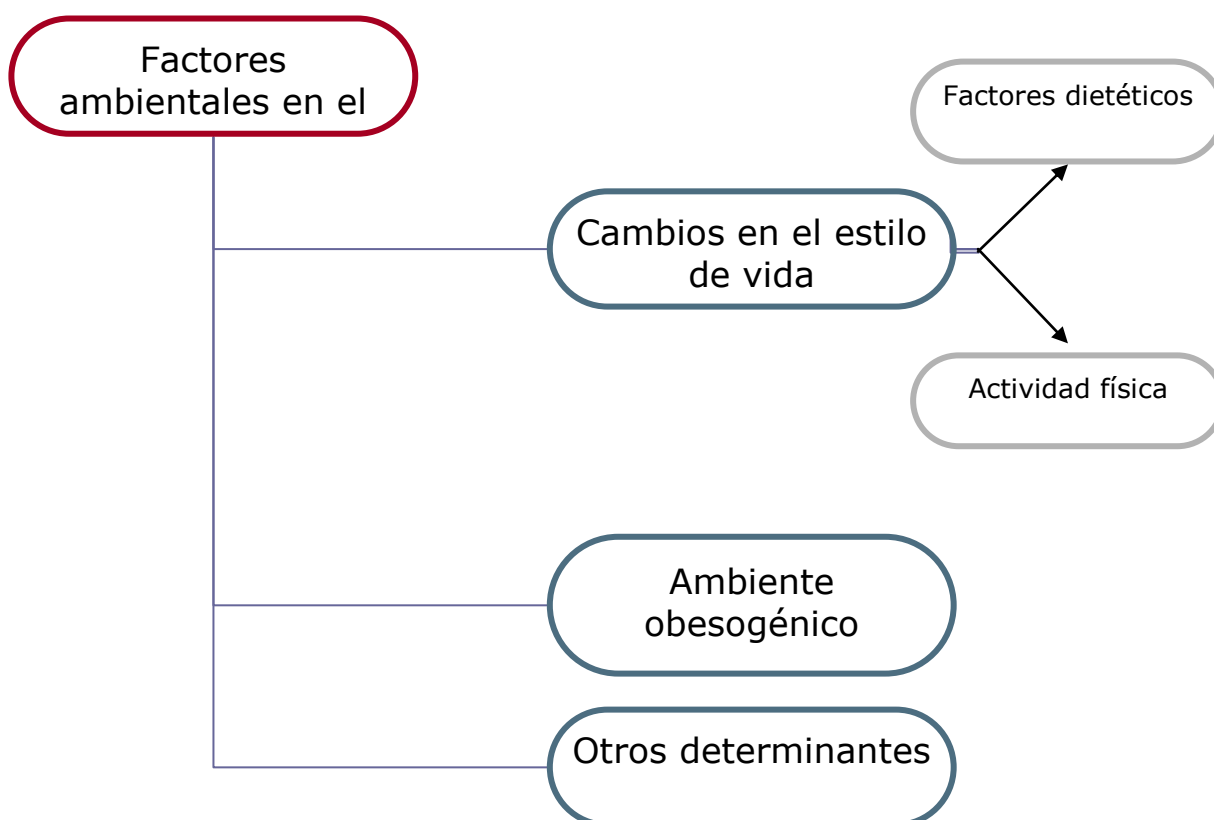 Factores
ambientales en el
Factores dietéticos
Cambios en el estilo
de vida
Actividad física
Ambiente
obesogénico
Otros determinantes